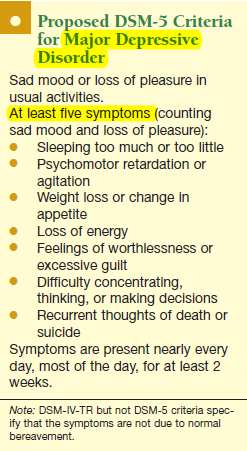 Proposed DSM-5 Criteria
for Major Depressive
Disorder
Sad mood or loss of pleasure in
usual activities.
At least five symptoms (counting
sad mood and loss of pleasure):
● Sleeping too much or too little
● Psychomotor retardation or
agitation
● Weight loss or change in
appetite
● Loss of energy
● Feelings of worthlessness or
excessive guilt
● Difficulty concentrating,
thinking, or making decisions
● Recurrent thoughts of death or
suicide
Symptoms are present nearly every
day, most of the day, for at least 2
weeks.
Note: DSM-IV-TR but not DSM-5 criteria spec-
ify that the symptoms are not due to normal
bereavement.